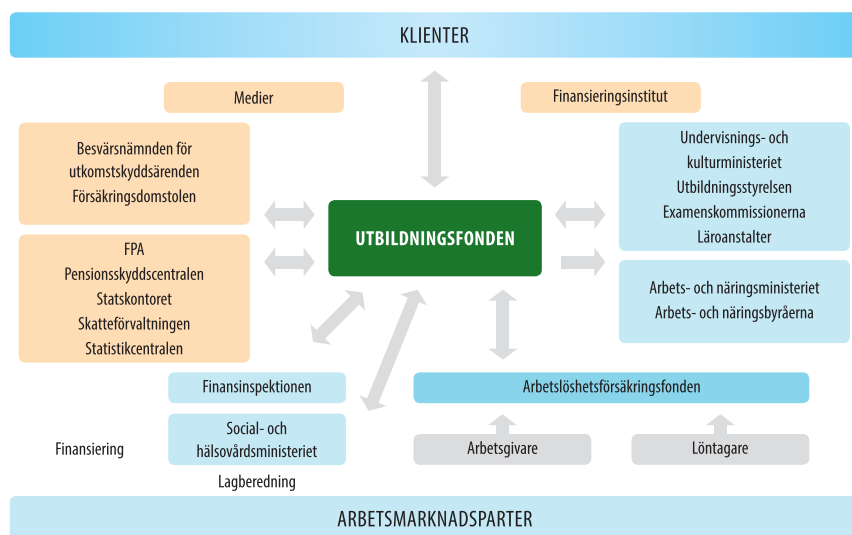 KLIENTER
Medier
Finansieringsinstitut
Besvärsnämnden för
utkomstskyddsärenden
Försäkringsdomstolen
Undervisnings- och
kulturministeriet
Utbildningsstyrelsen
Examenskommissionerna
Läroanstalter
UTBILDNINGSFONDEN
FPA
Pensionsskyddscentralen
Statskontoret
Skatteförvaltningen
Statistikcentralen
Arbets- och näringsministeriet
Arbets- och näringsbyråerna
Finansinspektionen
Arbetslöshetsförsäkringsfonden
Finansiering
Social- och
hälsovårdsministeriet
Arbetsgivare
Löntagare
Lagberedning
ARBETSMARKNADSPARTER